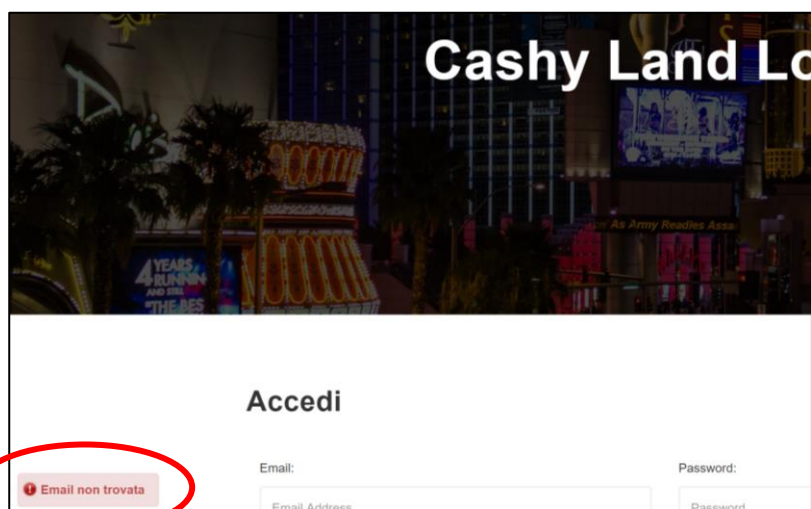 Cashy Land Lo
As Army Readies Assa
4 YEARS
RUNNIN
AND STILL
"THE BES
Accedi
Email:
Password:
Email non trovata
Email Address
Password